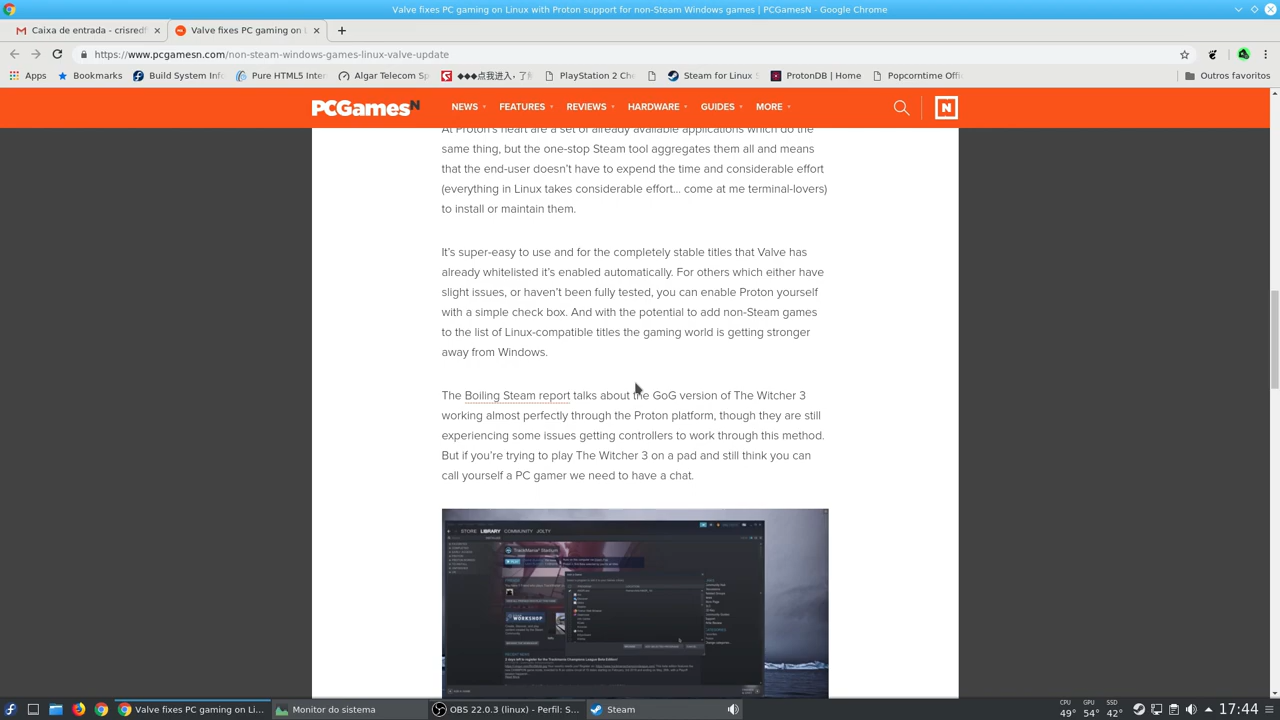 Valve fixes PC gaming on Linux with Proton support for non-Steam Windows games | PCGamesN - Google Chrome
Caixa de entrada - crisredf
Valve fixes PC gaming on L
https://www.pcgamesn.com/non-steam-windows-games-linux-valve-update
Apps
Bookmarks
Build System Inf
Pure HTML5 Inte
Algar Telecom Sp
点我进入,了解
PlayStation 2 Ch
Steam for Linux
ProtonDB | Home
Popcorntime Offi
Outros favoritos
PCGamesN
NEWS
FEATURES
REVIEWS
HARDWARE
GUIDES
MORE
N
At Proton's heart are a set of already available applications which do the
same thing, but the one-stop Steam tool aggregates them all and means
that the end-user doesn't have to expend the time and considerable effort
(everything in Linux takes considerable effort... come at me terminal-lovers)
to install or maintain them.
It's super-easy to use and for the completely stable titles that Valve has
already whitelisted it's enabled automatically. For others which either have
slight issues, or haven't been fully tested, you can enable Proton yourself
with a simple check box. And with the potential to add non-Steam games
to the list of Linux-compatible titles the gaming world is getting stronger
away from Windows.
The Boiling Steam report talks about the GoG version of The Witcher 3
working almost perfectly through the Proton platform, though they are still
experiencing some issues getting controllers to work through this method.
But if you're trying to play The Witcher 3 on a pad and still think you can
call yourself a PC gamer we need to have a chat.
STORE LIBRARY COMMUNITY JOLTY
TrackMania² Stadium
STEAM WORKSHOP
Valve fixes PC gaming on Li...
Monitor do sistema
OBS 22.0.3 (linux) - Perfil: S...
Steam
CPU
49°
GPU
54°
SSD
42°
17:44